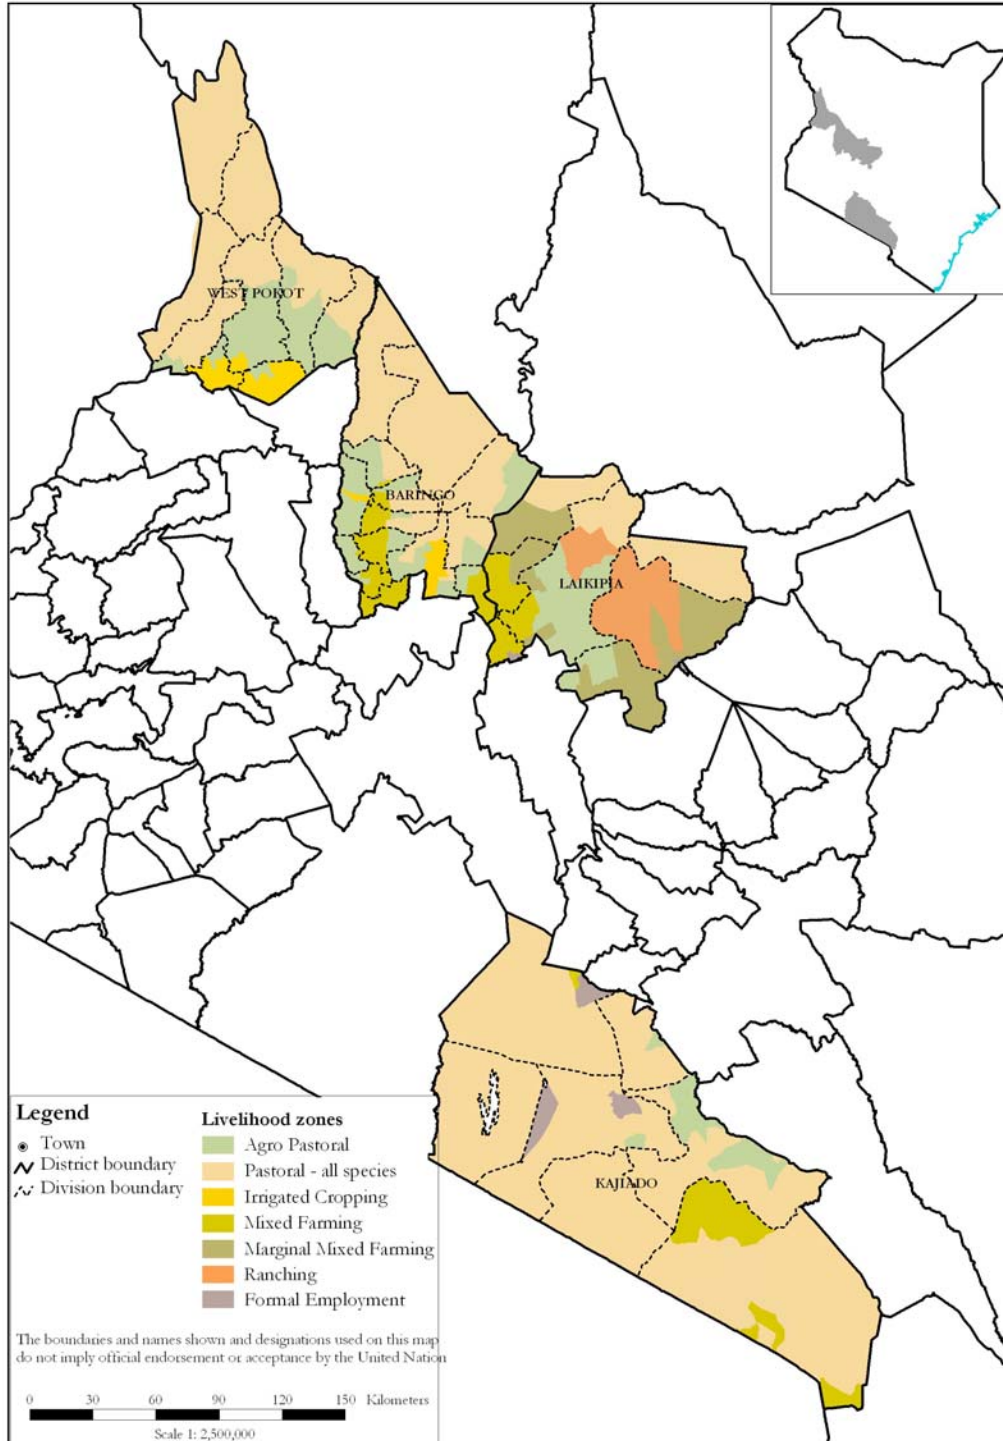 WEST POKOT
BARINGO
LAIKIPIA
KAJIADO
Legend
Town
District boundary
Division boundary
Livelihood zones
Agro Pastoral
Pastoral - all species
Irrigated Cropping
Mixed Farming
Marginal Mixed Farming
Ranching
Formal Employment
The boundaries and names shown and designations used on this map
do not imply official endorsement or acceptance by the United Nation
0 30 60 90 120 150 Kilometers
Scale 1: 2,500,000